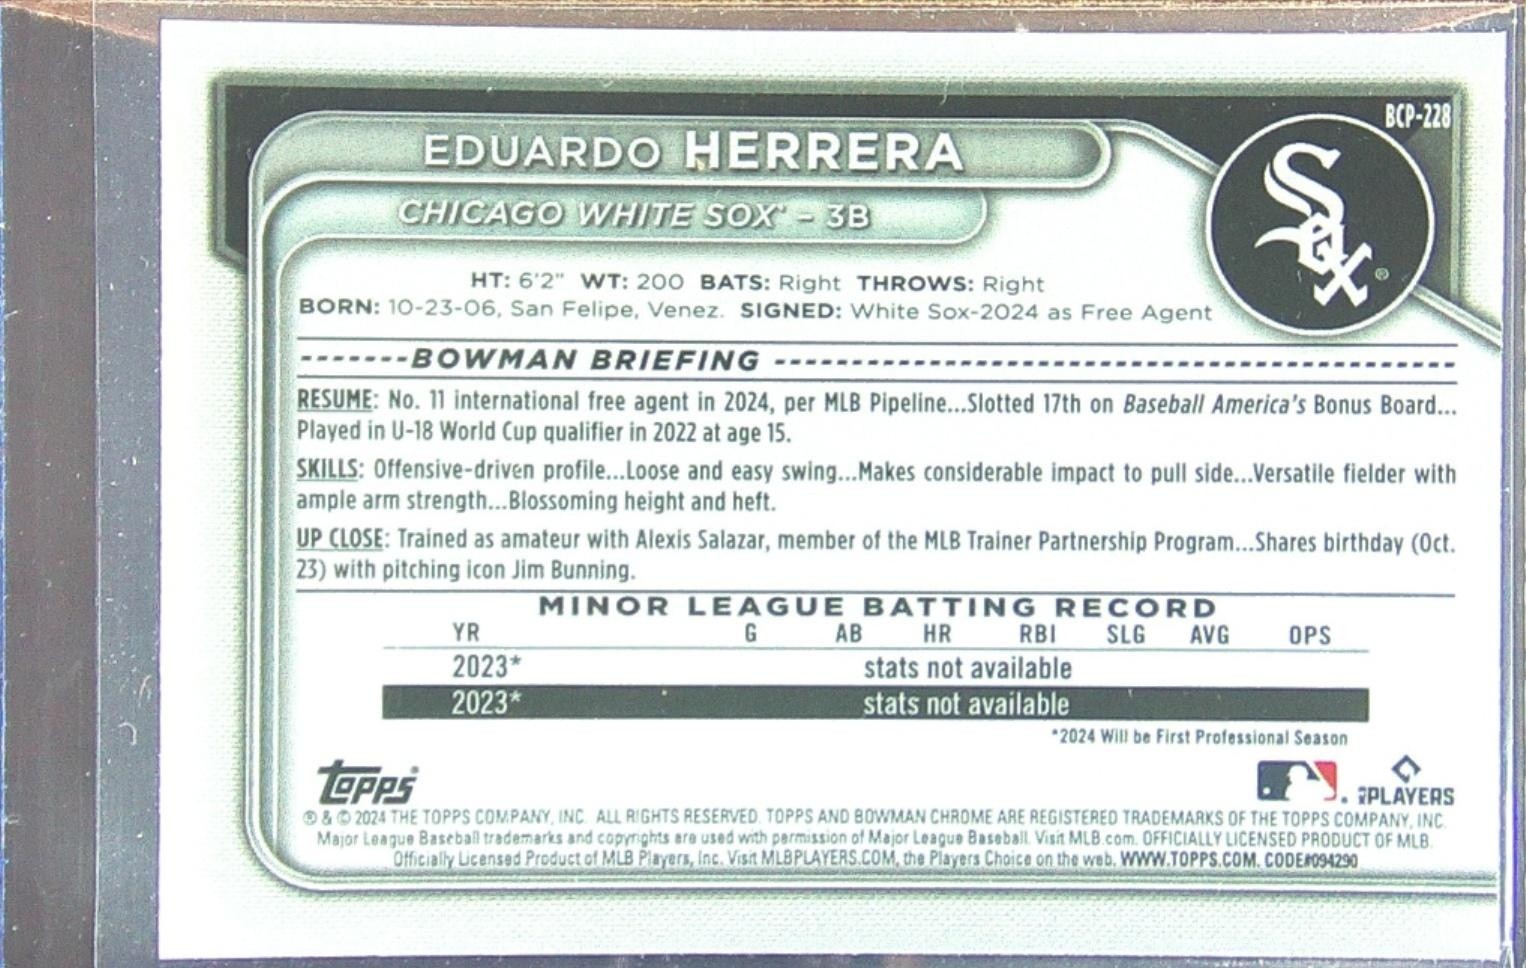 BCP-228
EDUARDO HERRERA
CHICAGO WHITE SOX™ - 3B
Sox®
HT: 6'2" WT: 200 BATS: Right THROWS: Right
BORN: 10-23-06, San Felipe, Venez. SIGNED: White Sox-2024 as Free Agent
-------BOWMAN BRIEFING -------------------------------------------
RESUME: No. 11 international free agent in 2024, per MLB Pipeline...Slotted 17th on Baseball America's Bonus Board...
Played in U-18 World Cup qualifier in 2022 at age 15.
SKILLS: Offensive-driven profile...Loose and easy swing...Makes considerable impact to pull side...Versatile fielder with
ample arm strength...Blossoming height and heft.
UP CLOSE: Trained as amateur with Alexis Salazar, member of the MLB Trainer Partnership Program...Shares birthday (Oct.
23) with pitching icon Jim Bunning.
MINOR LEAGUE BATTING RECORD
YR G AB HR RBI SLG AVG OPS
2023* stats not available
2023* stats not available
*2024 Will be First Professional Season
Topps®
PLAYERS
® & © 2024 THE TOPPS COMPANY, INC. ALL RIGHTS RESERVED. TOPPS AND BOWMAN CHROME ARE REGISTERED TRADEMARKS OF THE TOPPS COMPANY, INC.
Major League Baseball trademarks and copyrights are used with permission of Major League Baseball. Visit MLB.com. OFFICIALLY LICENSED PRODUCT OF MLB.
Officially Licensed Product of MLB Players, Inc. Visit MLBPLAYERS.COM, the Players Choice on the web. WWW.TOPPS.COM. CODE#094290